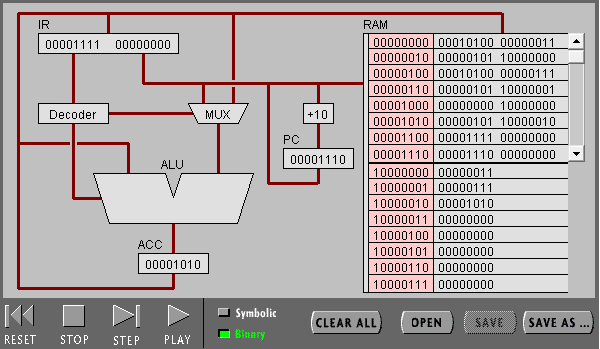 IR
00001111 00000000
RAM
00000000 00010100 00000011
00000010 00000101 10000000
00000100 00010100 00000111
00000110 00000101 10000001
00001000 00000000 10000000
00001010 00000101 10000010
00001100 00001111 00000000
00001110 00001110 00000000
10000000 00000011
10000001 00000111
10000010 00001010
10000011 00000000
10000100 00000000
10000101 00000000
10000110 00000000
10000111 00000000
Decoder
MUX
+10
PC
00001110
ALU
ACC
00001010
RESET
STOP
STEP
PLAY
Symbolic
Binary
CLEAR ALL
OPEN
SAVE
SAVE AS ...